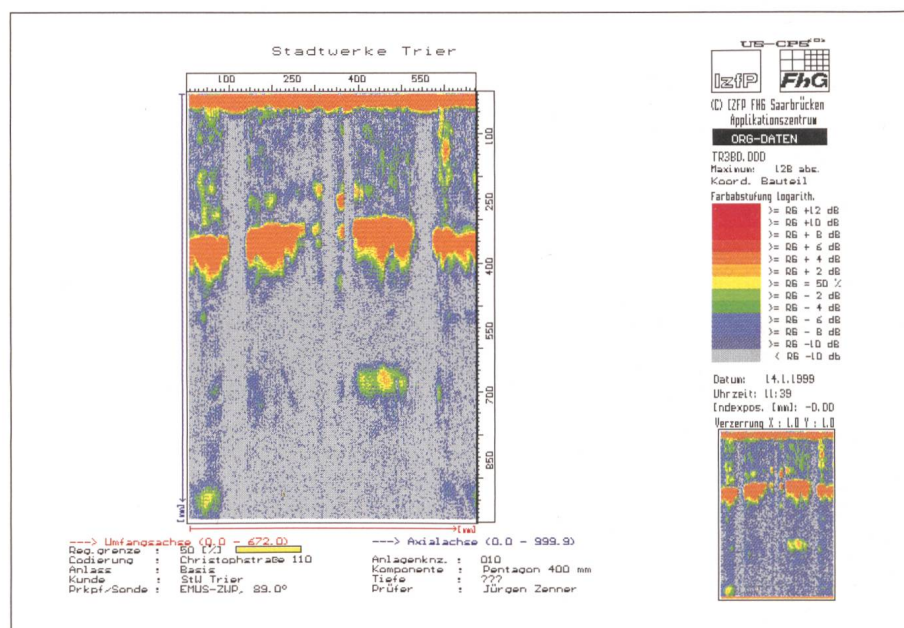 Stadtwerke Trier
100 250 400 550
100
250
400
550
700
850
[mm]
[mm]
---> Umfangsachse (0.0 - 672.0)
Reg.grenze : 50 [%]
Codierung : Christophstraße 110
Anlass : Basis
Kunde : StW Trier
Prkpf/Sonde : EMUS-ZWP, 89.0°
---> Axialachse (0.0 - 999.9)
Anlagenknz. : 010
Komponente : Pentagon 400 mm
Tiefe : ???
Prüfer : Jürgen Zenner
US-CPS
IzfP FhG
(C) IZFP FHG Saarbrücken
Applikationszentrum
ORG-DATEN
Maximum: 128 abs.
Koord. Bauteil
Farbabstufung logarith.
>= RG +12 dB
>= RG +10 dB
>= RG + 8 dB
>= RG + 6 dB
>= RG + 4 dB
>= RG + 2 dB
>= RG = 50 %
>= RG - 2 dB
>= RG - 4 dB
>= RG - 6 dB
>= RG - 8 dB
>= RG -10 dB
< RG -10 db
Datum: 14.1.1999
Uhrzeit: 11:39
Indexpos. [mm]: -0.00
Verzerrung X : 1.0 Y : 1.0